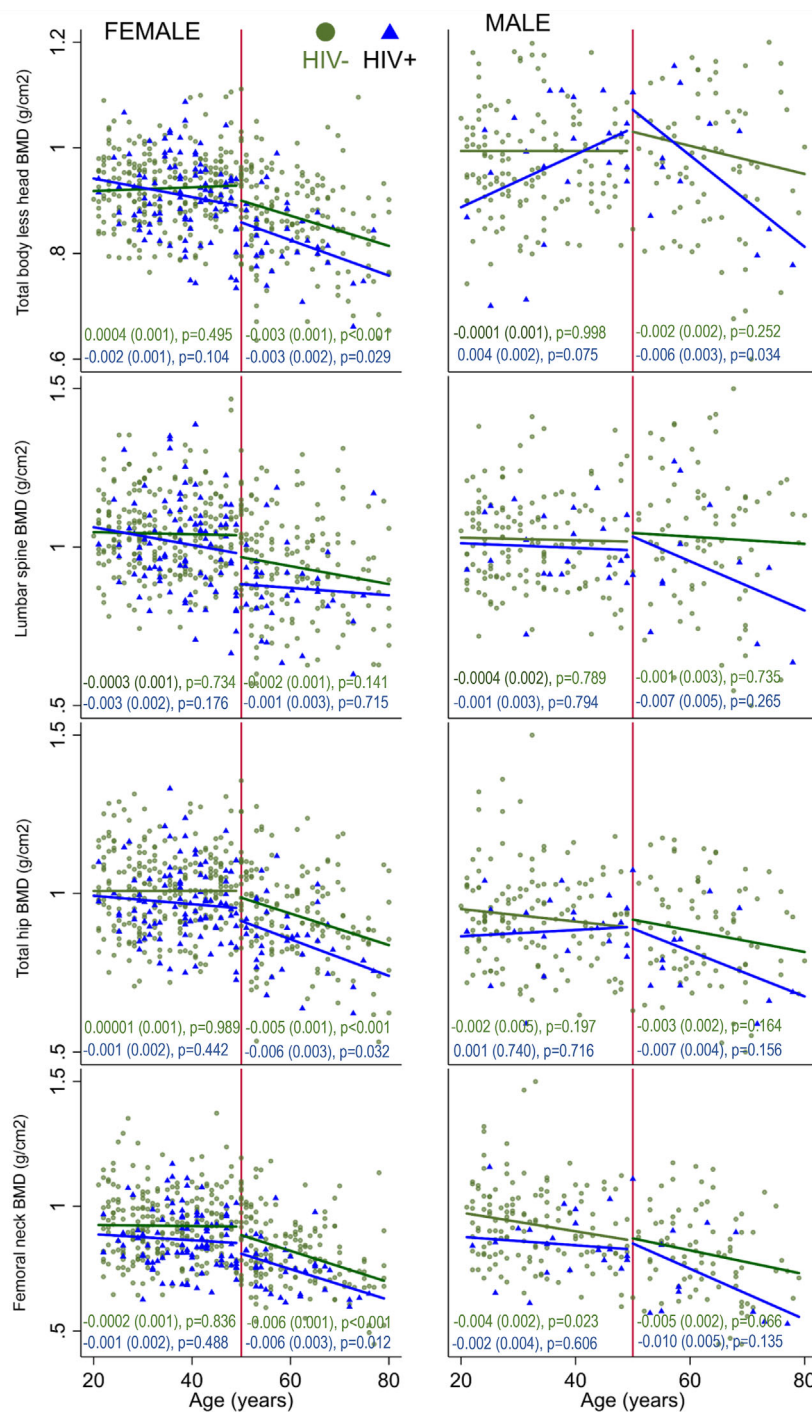 FEMALE
MALE
HIV- HIV+
Total body less head BMD (g/cm2)
1.2
1
.8
.6
0.0004 (0.001), p=0.495
-0.003 (0.001), p<0.001
-0.002 (0.001), p=0.104
-0.003 (0.002), p=0.029
-0.0001 (0.001), p=0.998
-0.002 (0.002), p=0.252
0.004 (0.002), p=0.075
-0.006 (0.003), p=0.034
Lumbar spine BMD (g/cm2)
1.5
1
.5
-0.0003 (0.001), p=0.734
-0.002 (0.001), p=0.141
-0.003 (0.002), p=0.176
-0.001 (0.003), p=0.715
-0.0004 (0.002), p=0.789
-0.001 (0.003), p=0.735
-0.001 (0.003), p=0.794
-0.007 (0.005), p=0.265
Total hip BMD (g/cm2)
1.5
1
.5
0.00001 (0.001), p=0.989
-0.005 (0.001), p<0.001
-0.001 (0.002), p=0.442
-0.006 (0.003), p=0.032
-0.002 (0.005), p=0.197
-0.003 (0.002), p=0.164
0.001 (0.740), p=0.716
-0.007 (0.004), p=0.156
Femoral neck BMD (g/cm2)
1.5
1
.5
-0.0002 (0.001), p=0.836
-0.006 (0.001), p<0.001
-0.001 (0.002), p=0.488
-0.006 (0.003), p=0.012
-0.004 (0.002), p=0.023
-0.005 (0.002), p=0.066
-0.002 (0.004), p=0.606
-0.010 (0.005), p=0.135
20 40 60 80
20 40 60 80
Age (years)
Age (years)